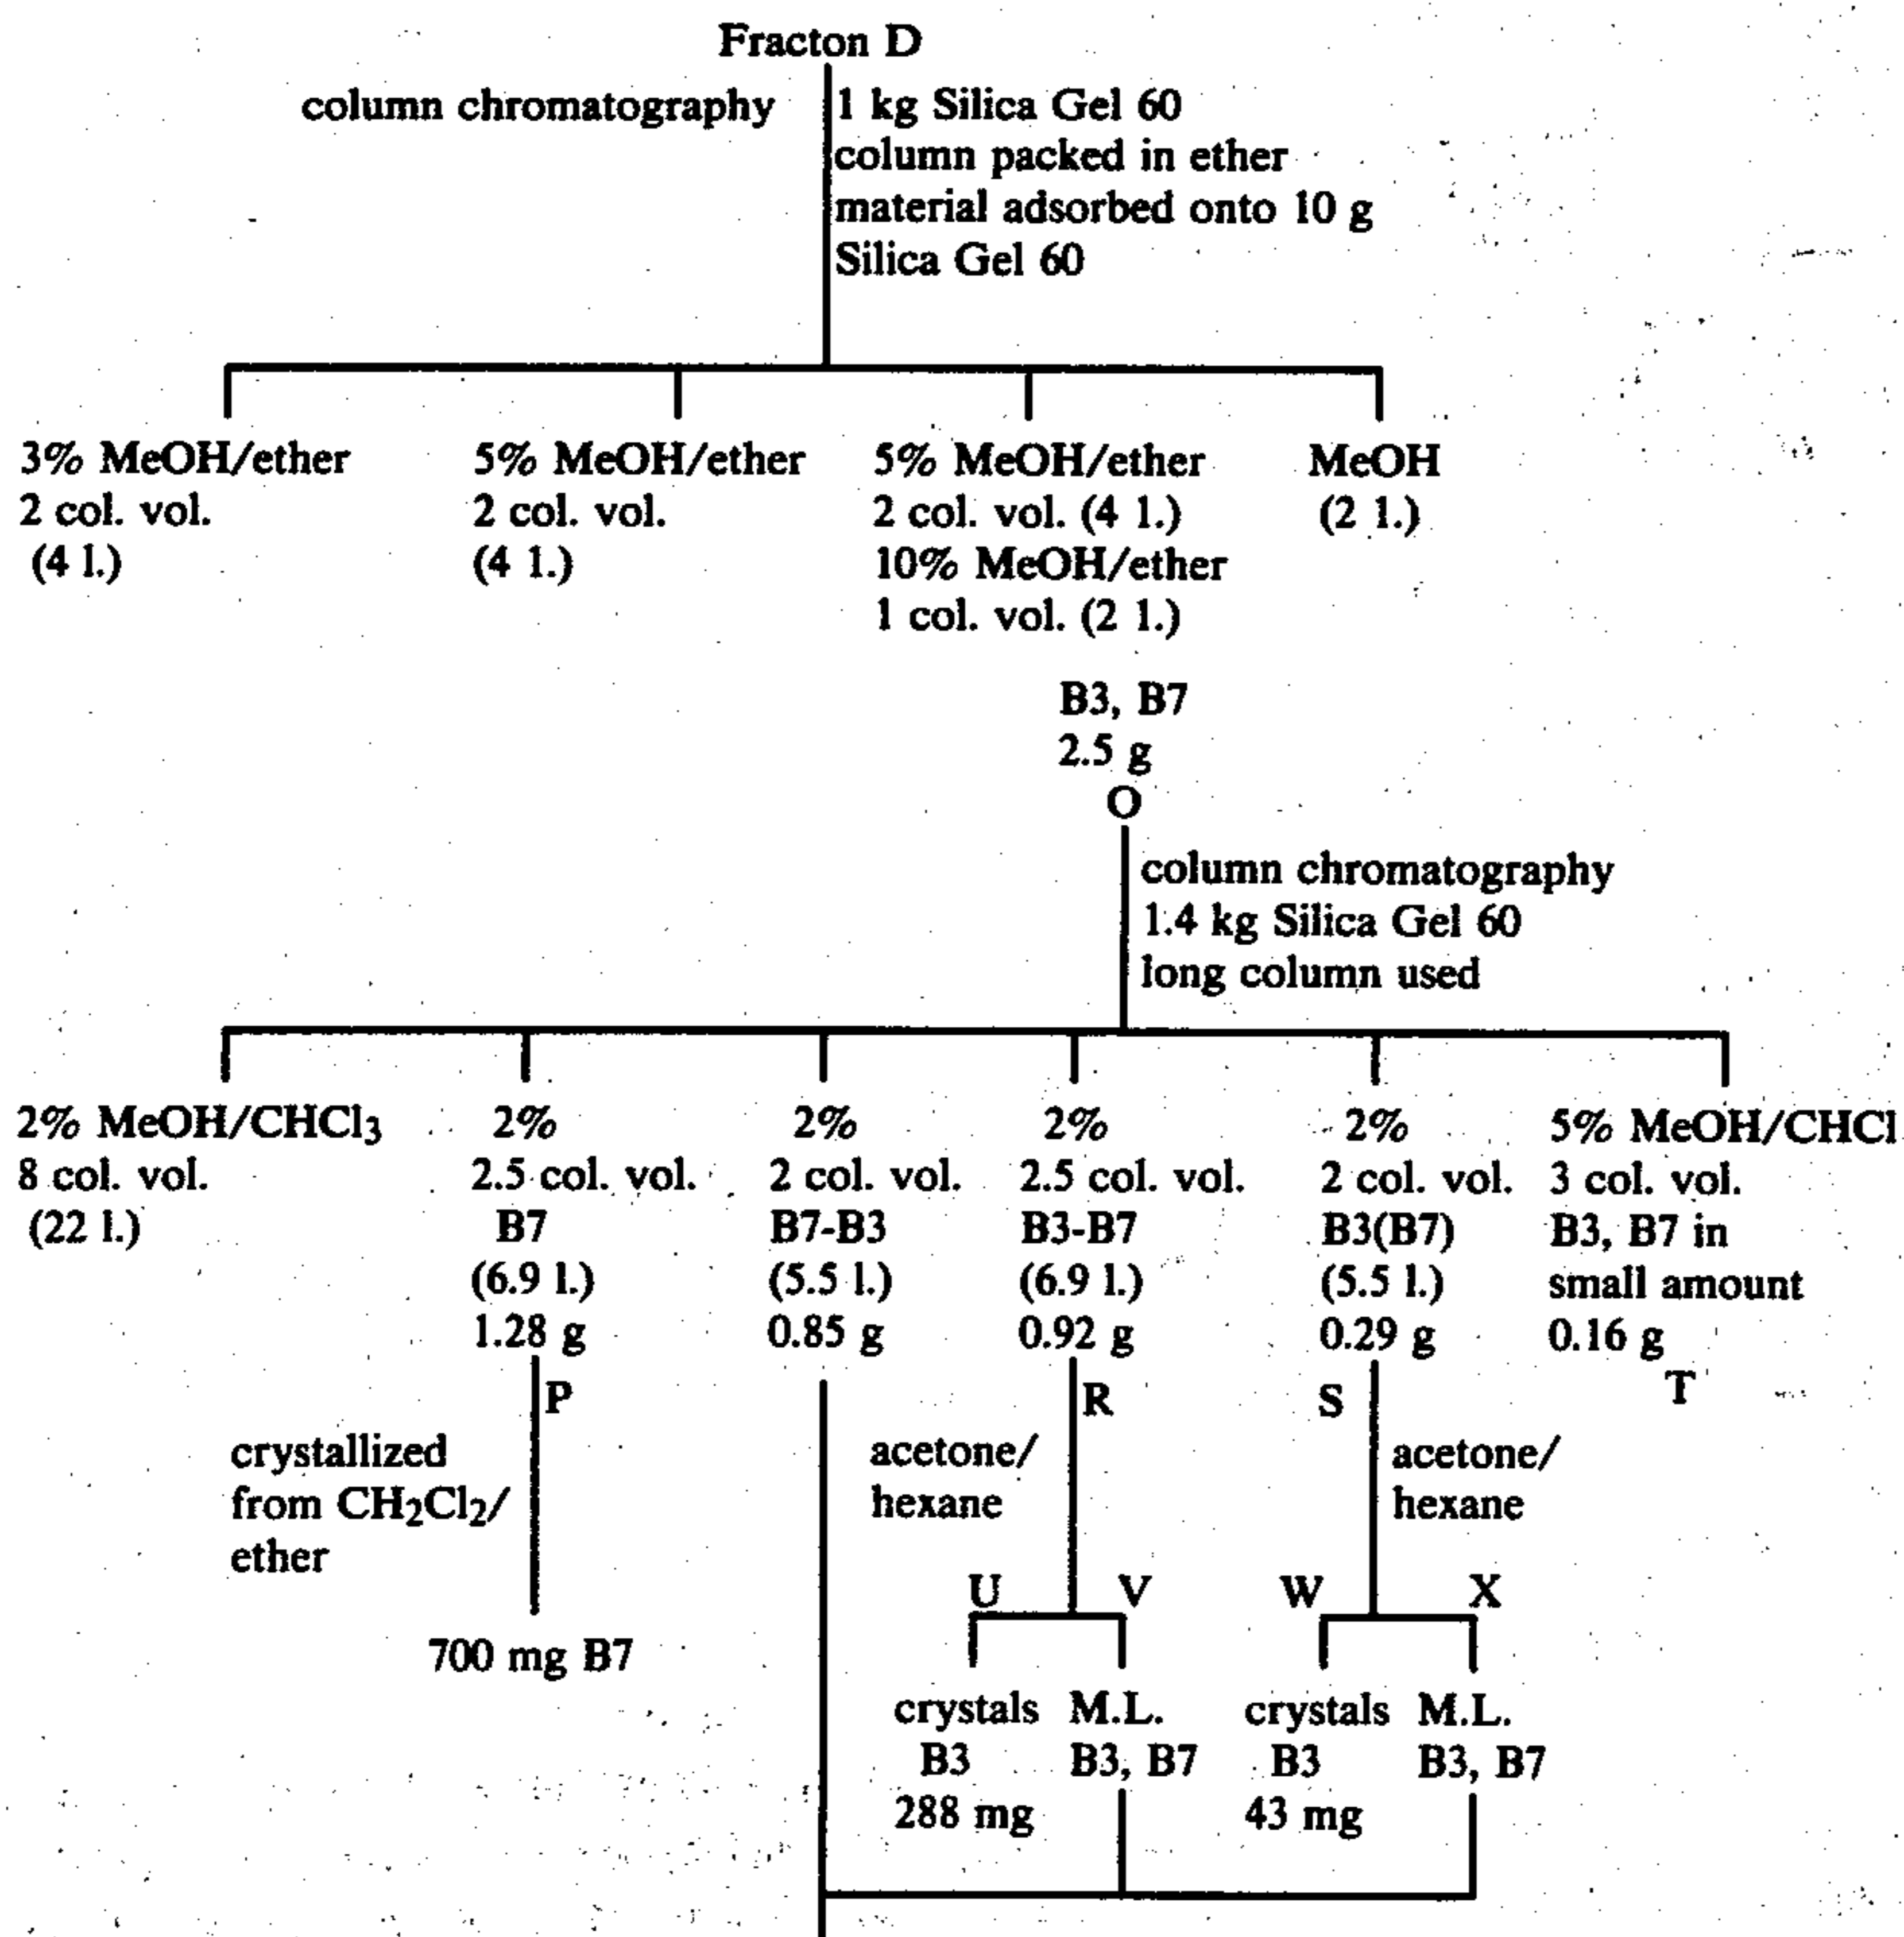 Fracton D
column chromatography
1 kg Silica Gel 60
column packed in ether
material adsorbed onto 10 g
Silica Gel 60
3% MeOH/ether
2 col. vol.
(4 l.)
5% MeOH/ether
2 col. vol.
(4 l.)
5% MeOH/ether
2 col. vol. (4 l.)
10% MeOH/ether
1 col. vol. (2 l.)
MeOH
(2 l.)
B3, B7
2.5 g
O
column chromatography
1.4 kg Silica Gel 60
long column used
2% MeOH/CHCl₃
8 col. vol.
(22 l.)
2%
2.5 col. vol.
B7
(6.9 l.)
1.28 g
2%
2 col. vol.
B7-B3
(5.5 l.)
0.85 g
2%
2.5 col. vol.
B3-B7
(6.9 l.)
0.92 g
2%
2 col. vol.
B3(B7)
(5.5 l.)
0.29 g
5% MeOH/CHCl
3 col. vol.
B3, B7 in
small amount
0.16 g
T
P
crystallized
from CH₂Cl₂/
ether
700 mg B7
R
acetone/
hexane
S
acetone/
hexane
U
V
W
X
crystals
B3
288 mg
M.L.
B3, B7
crystals
B3
43 mg
M.L.
B3, B7